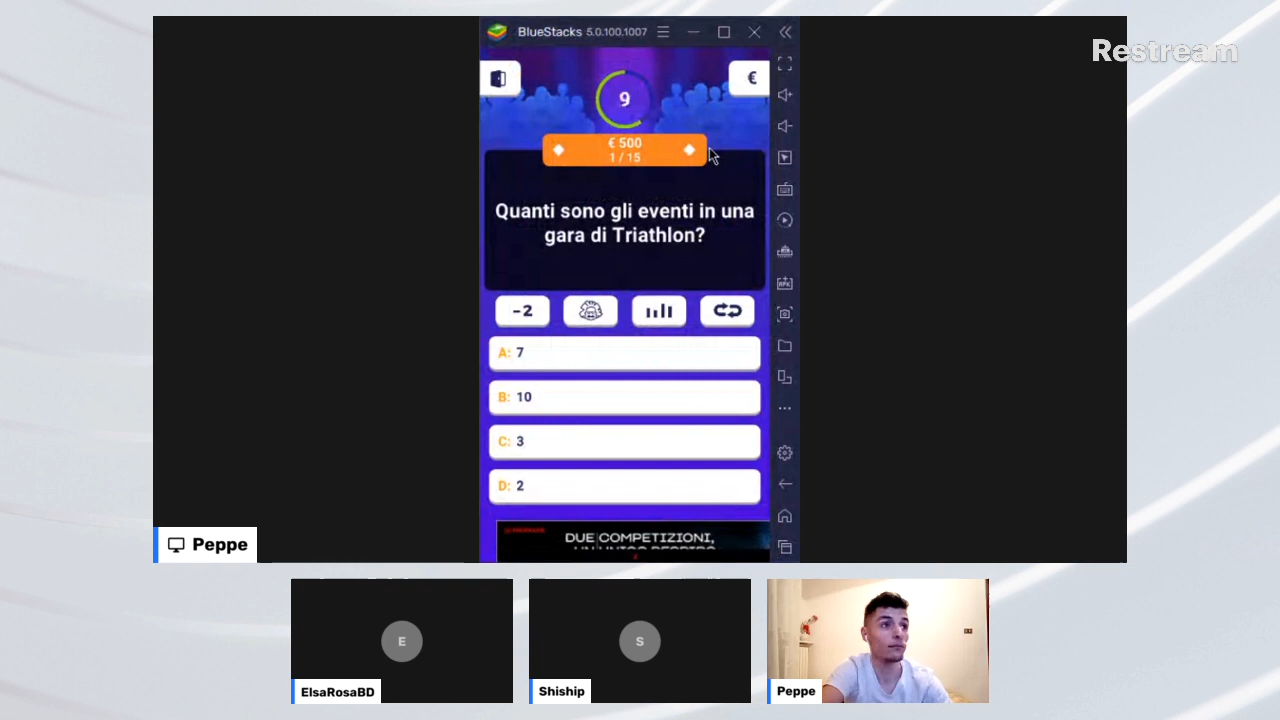 BlueStacks 5.0.100.1007
Restream
€
9
€ 500
1 / 15
Quanti sono gli eventi in una
gara di Triathlon?
-2
A: 7
B: 10
C: 3
D: 2
DUE COMPETIZIONI,
Peppe
E
S
ElsaRosaBD
Shiship
Peppe